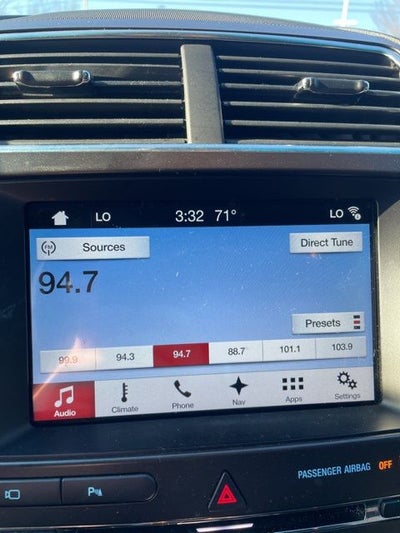 LO 3:32 71° LO
FM Sources Direct Tune
94.7
Presets
99.9 94.3 94.7 88.7 101.1 103.9
Audio Climate Phone Nav Apps Settings
PASSENGER AIRBAG OFF
P